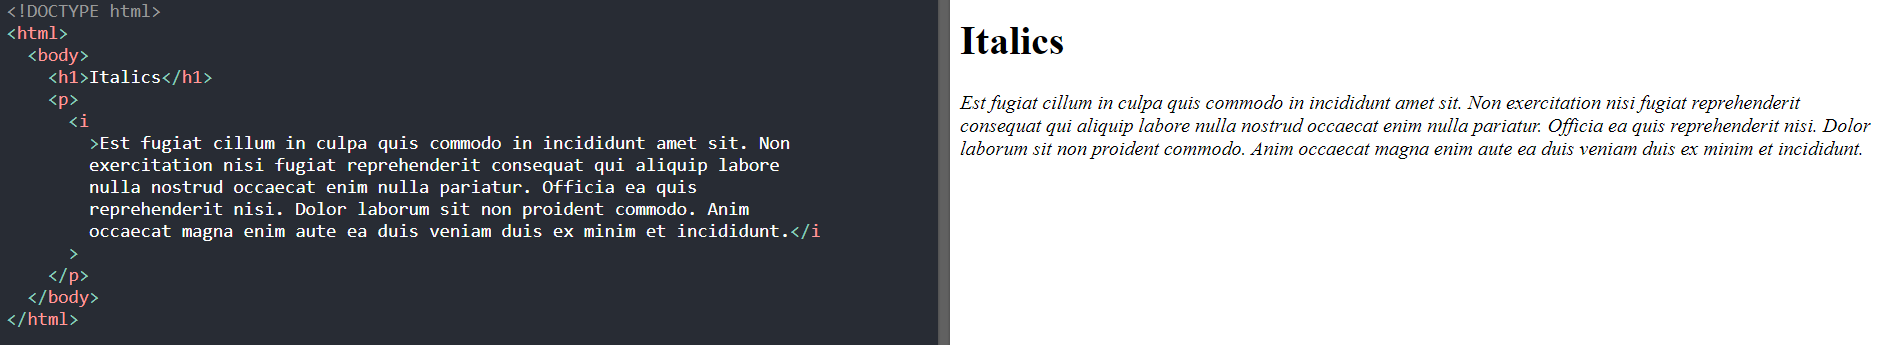 <!DOCTYPE html>
<html>
  <body>
    <h1>Italics</h1>
    <p>
      <i
        >Est fugiat cillum in culpa quis commodo in incididunt amet sit. Non
        exercitation nisi fugiat reprehenderit consequat qui aliquip labore
        nulla nostrud occaecat enim nulla pariatur. Officia ea quis
        reprehenderit nisi. Dolor laborum sit non proident commodo. Anim
        occaecat magna enim aute ea duis veniam duis ex minim et incididunt.</i
      >
    </p>
  </body>
</html>
Italics
Est fugiat cillum in culpa quis commodo in incididunt amet sit. Non exercitation nisi fugiat reprehenderit
consequat qui aliquip labore nulla nostrud occaecat enim nulla pariatur. Officia ea quis reprehenderit nisi. Dolor
laborum sit non proident commodo. Anim occaecat magna enim aute ea duis veniam duis ex minim et incididunt.